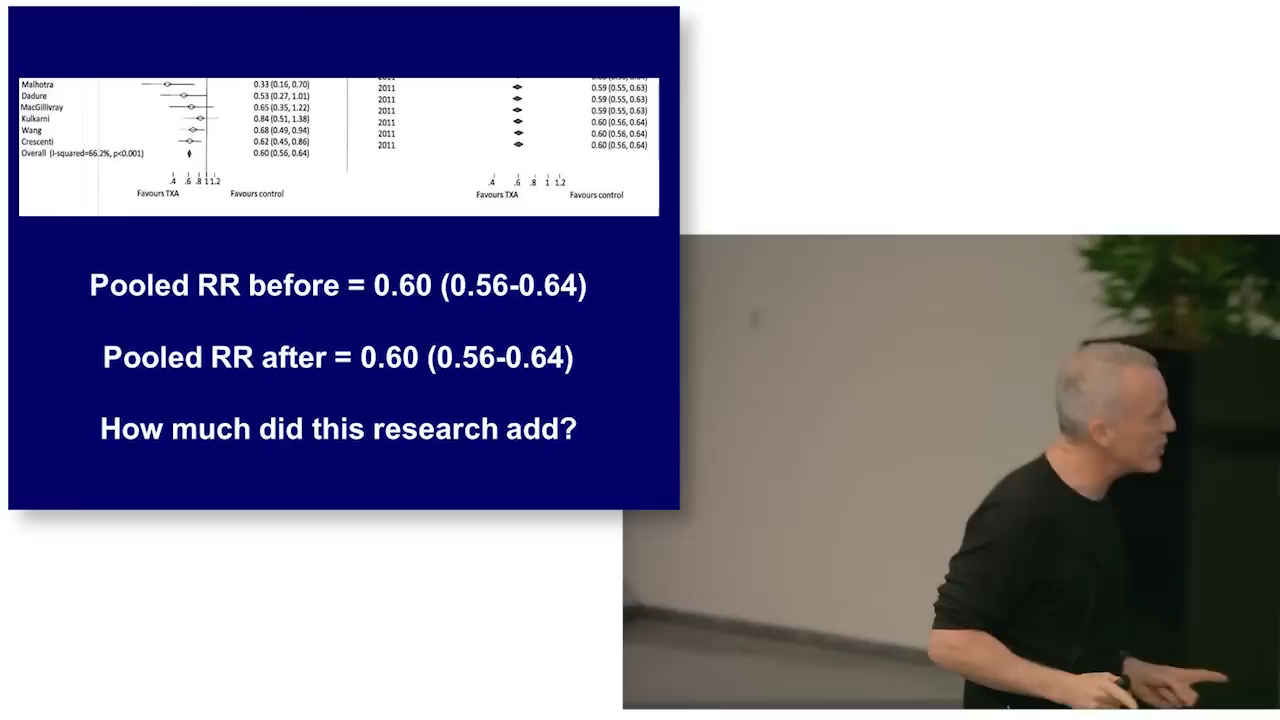 Malhotra 0.33 (0.16, 0.70)
Dadure 0.53 (0.27, 1.01)
MacGillivray 0.65 (0.35, 1.22)
Kulkarni 0.84 (0.51, 1.38)
Wang 0.68 (0.49, 0.94)
Crescenti 0.62 (0.45, 0.86)
Overall (I-squared=66.2%, p<0.001) 0.60 (0.56, 0.64)
.4 .6 .8 1 1.2
Favours TXA Favours control
2011 0.59 (0.55, 0.63)
2011 0.59 (0.55, 0.63)
2011 0.59 (0.55, 0.63)
2011 0.60 (0.56, 0.64)
2011 0.60 (0.56, 0.64)
2011 0.60 (0.56, 0.64)
.4 .6 .8 1 1.2
Favours TXA Favours control
Pooled RR before = 0.60 (0.56-0.64)
Pooled RR after = 0.60 (0.56-0.64)
How much did this research add?